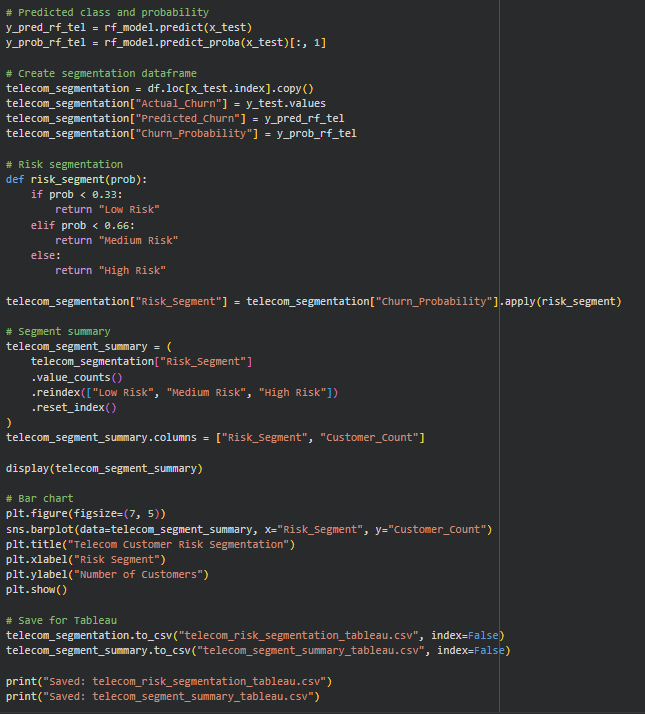 # Predicted class and probability
y_pred_rf_tel = rf_model.predict(x_test)
y_prob_rf_tel = rf_model.predict_proba(x_test)[:, 1]

# Create segmentation dataframe
telecom_segmentation = df.loc[x_test.index].copy()
telecom_segmentation["Actual_Churn"] = y_test.values
telecom_segmentation["Predicted_Churn"] = y_pred_rf_tel
telecom_segmentation["Churn_Probability"] = y_prob_rf_tel

# Risk segmentation
def risk_segment(prob):
    if prob < 0.33:
        return "Low Risk"
    elif prob < 0.66:
        return "Medium Risk"
    else:
        return "High Risk"

telecom_segmentation["Risk_Segment"] = telecom_segmentation["Churn_Probability"].apply(risk_segment)

# Segment summary
telecom_segment_summary = (
    telecom_segmentation["Risk_Segment"]
    .value_counts()
    .reindex(["Low Risk", "Medium Risk", "High Risk"])
    .reset_index()
)
telecom_segment_summary.columns = ["Risk_Segment", "Customer_Count"]

display(telecom_segment_summary)

# Bar chart
plt.figure(figsize=(7, 5))
sns.barplot(data=telecom_segment_summary, x="Risk_Segment", y="Customer_Count")
plt.title("Telecom Customer Risk Segmentation")
plt.xlabel("Risk Segment")
plt.ylabel("Number of Customers")
plt.show()

# Save for Tableau
telecom_segmentation.to_csv("telecom_risk_segmentation_tableau.csv", index=False)
telecom_segment_summary.to_csv("telecom_segment_summary_tableau.csv", index=False)

print("Saved: telecom_risk_segmentation_tableau.csv")
print("Saved: telecom_segment_summary_tableau.csv")